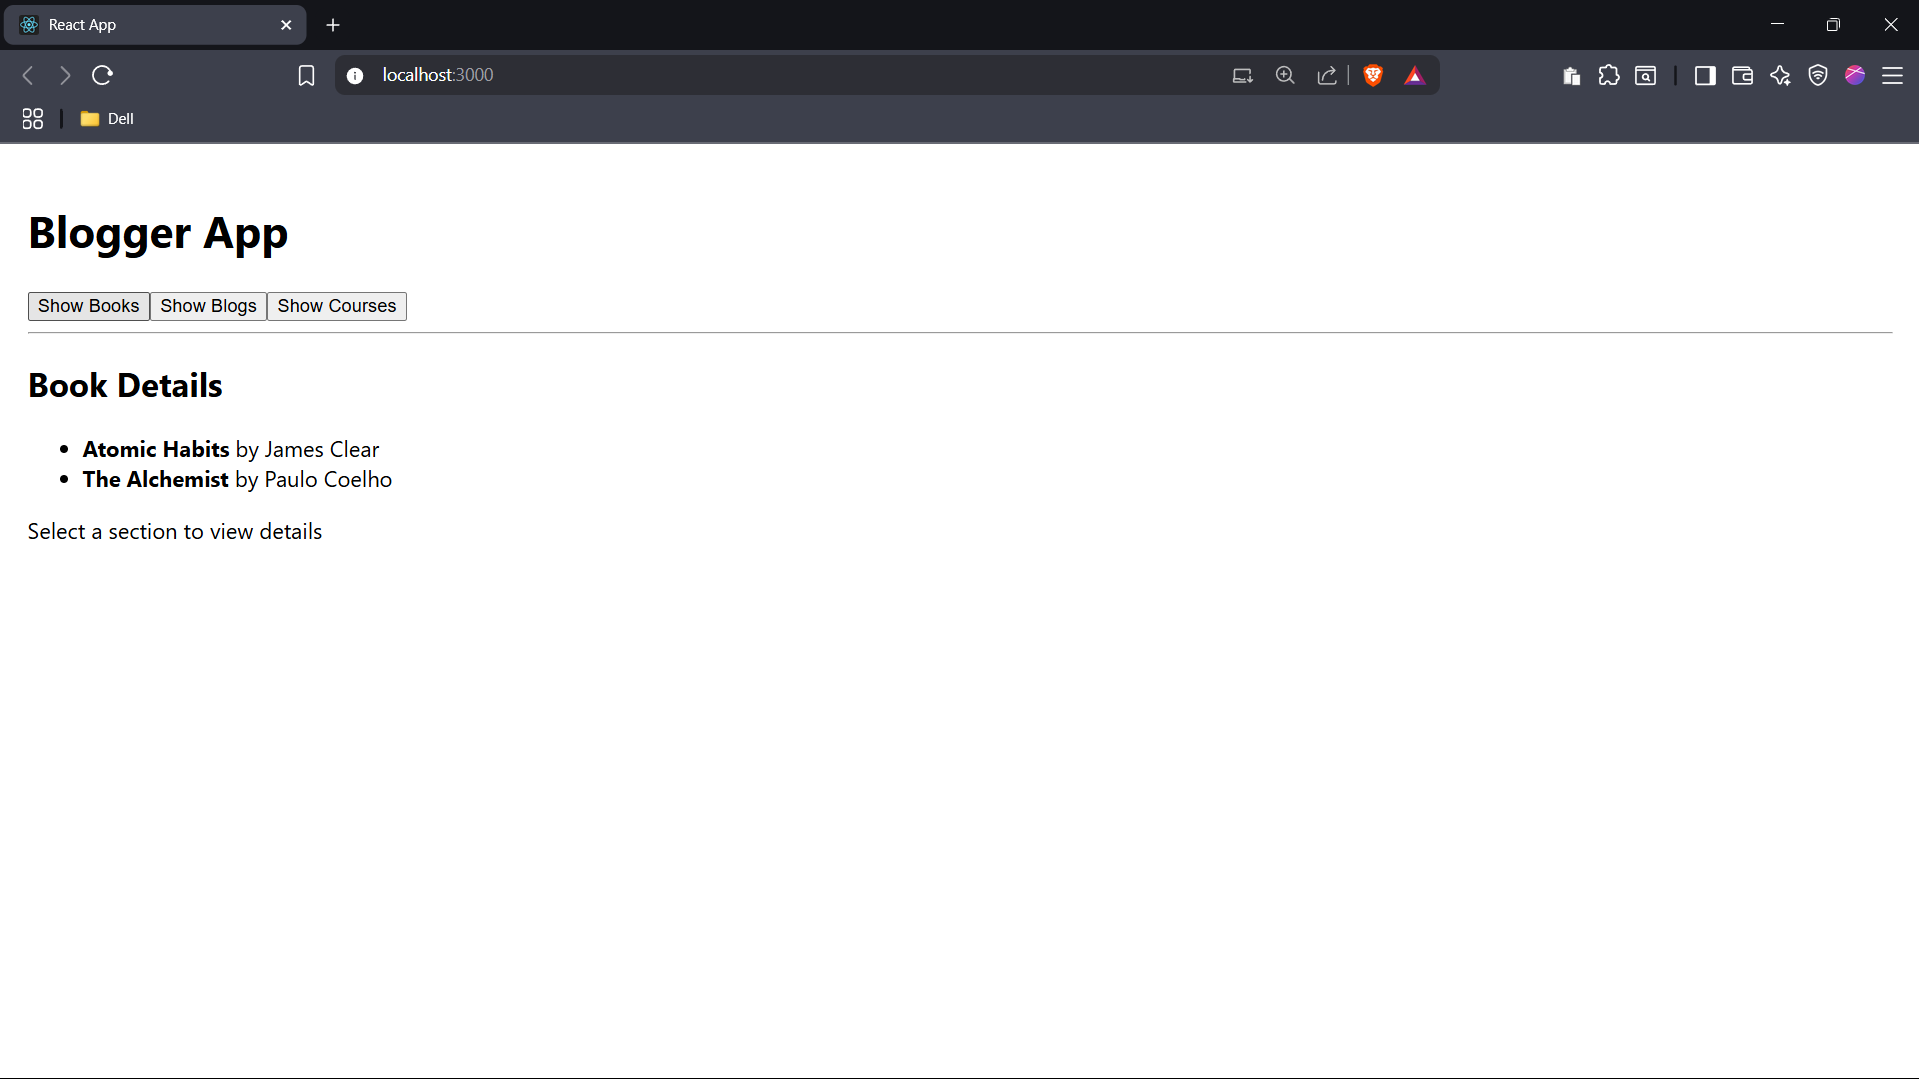 React App
localhost:3000
Dell
Blogger App
Show Books Show Blogs Show Courses
Book Details
• Atomic Habits by James Clear
• The Alchemist by Paulo Coelho
Select a section to view details